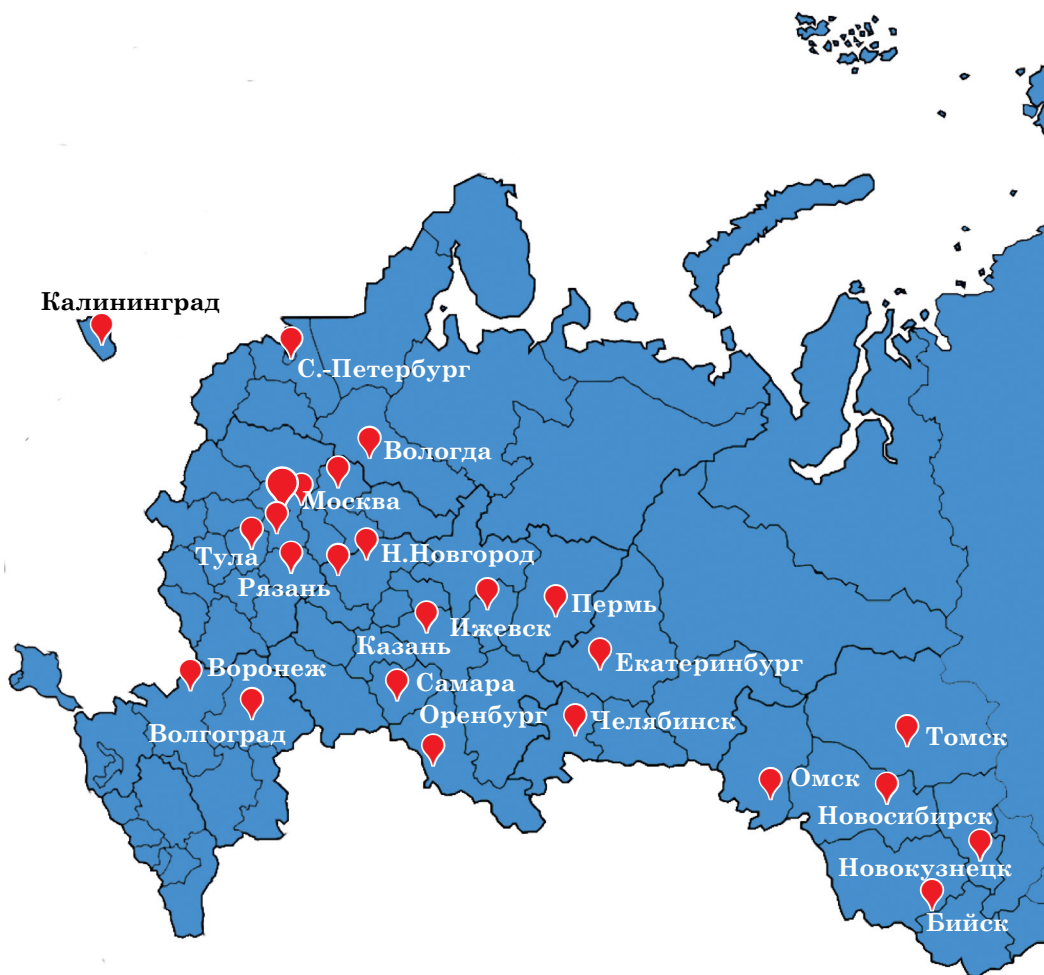 Калининград
С.-Петербург
Вологда
Москва
Тула
Н.Новгород
Рязань
Пермь
Ижевск
Казань
Екатеринбург
Воронеж
Самара
Оренбург
Челябинск
Волгоград
Томск
Омск
Новосибирск
Новокузнецк
Бийск